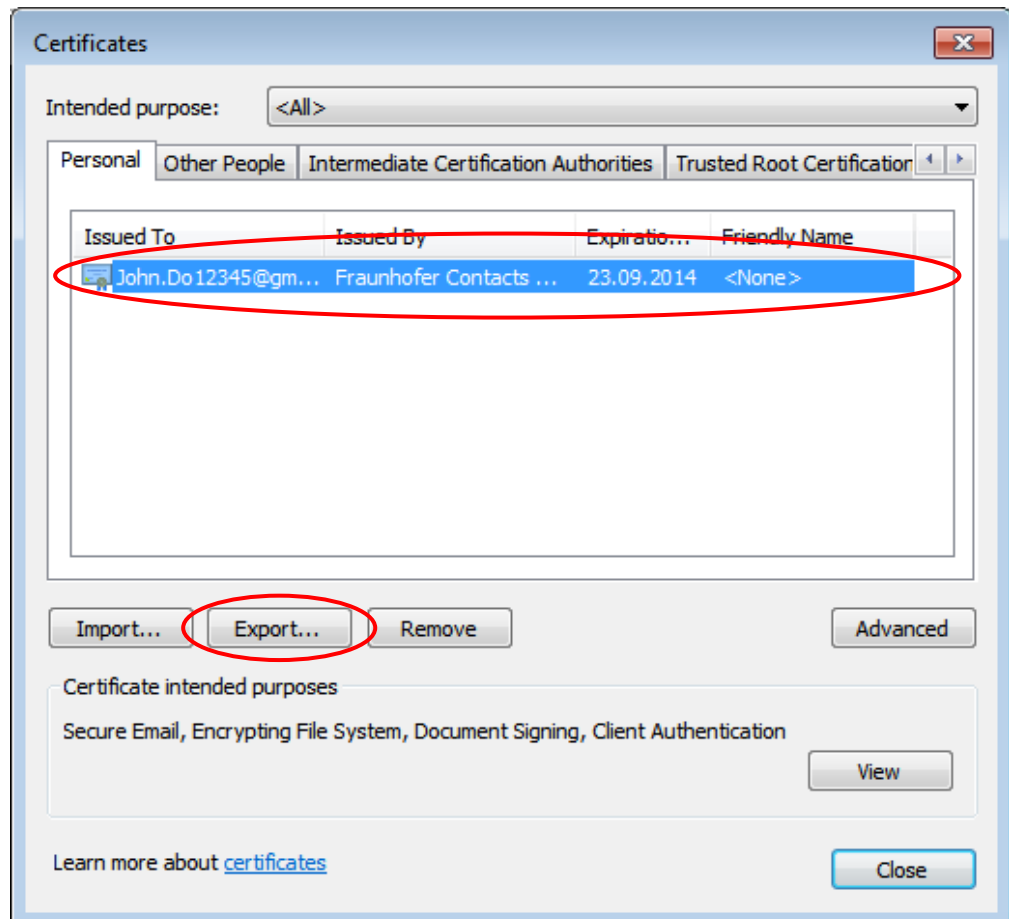 Certificates
Intended purpose: <All>
Personal Other People Intermediate Certification Authorities Trusted Root Certification
Issued To Issued By Expiratio... Friendly Name
John.Do12345@gm... Fraunhofer Contacts ... 23.09.2014 <None>
Import... Export... Remove Advanced
Certificate intended purposes
Secure Email, Encrypting File System, Document Signing, Client Authentication
View
Learn more about certificates
Close